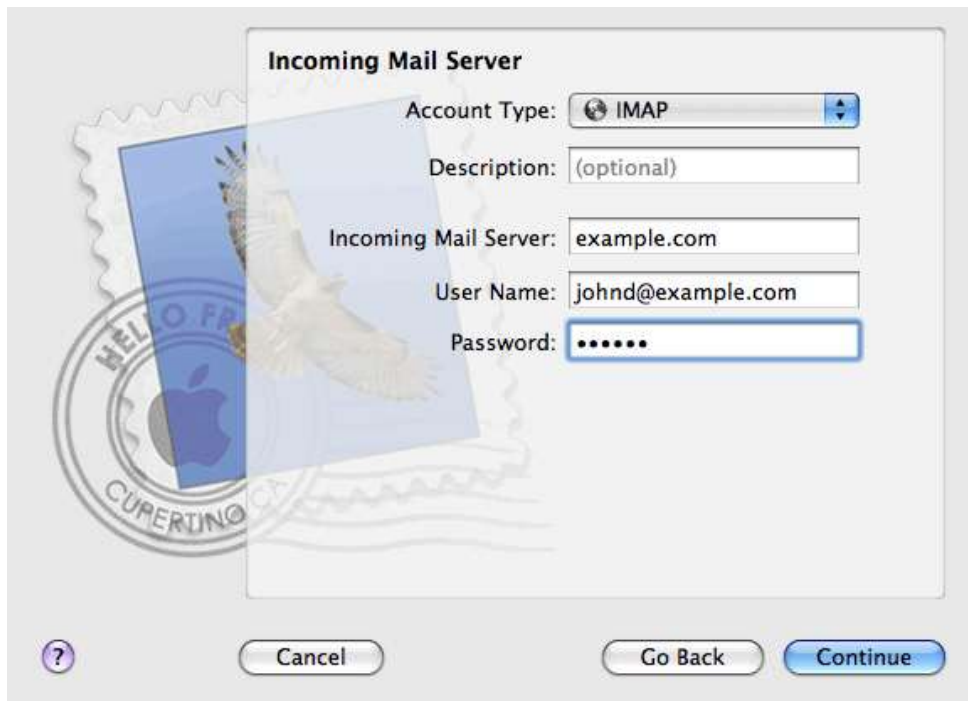 Incoming Mail Server
Account Type: IMAP
Description: (optional)
Incoming Mail Server: example.com
User Name: johnd@example.com
Password: ••••••
HELLO FR
CUPERTINO CA
? Cancel Go Back Continue